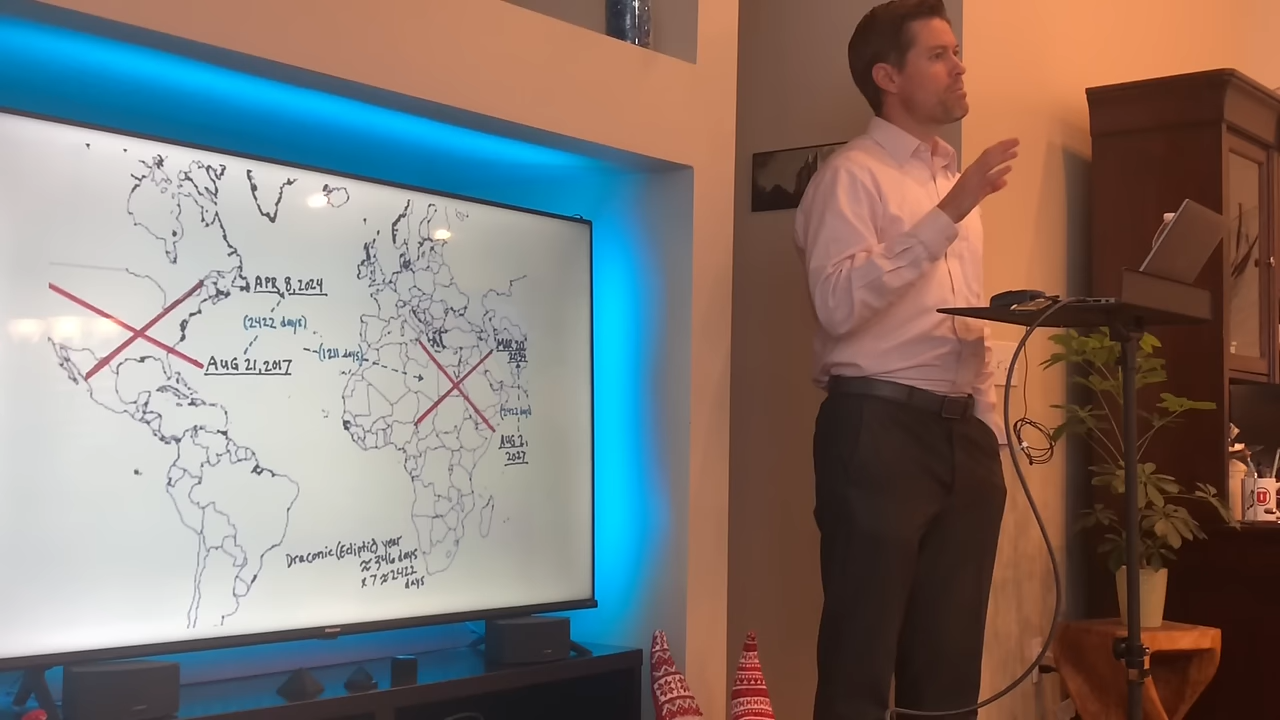 APR 8, 2024
(2422 days)
(1211 days)
AUG 21, 2017
MAR 20,
2034
(2422 days)
AUG 2,
2027
Draconic (Ecliptic) year
≈ 346 days
x 7 ≈ 2422
days